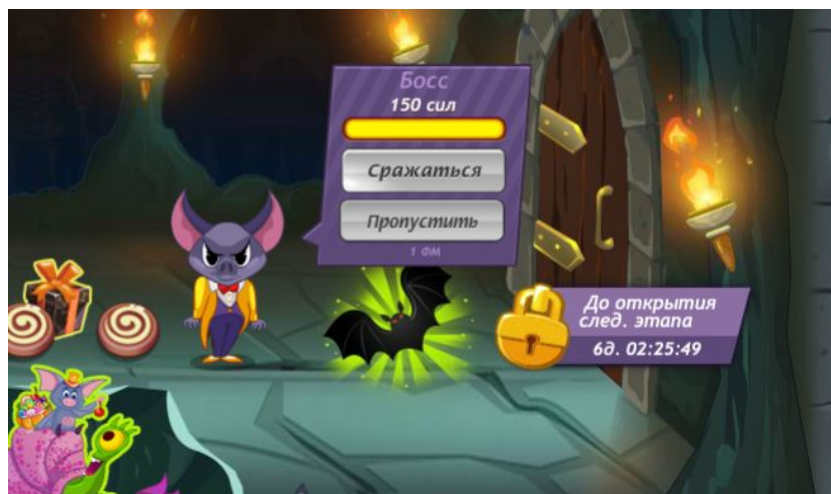 Босс
150 сил
Сражаться
Пропустить
1 ФМ
До открытия
след. этапа
6д. 02:25:49